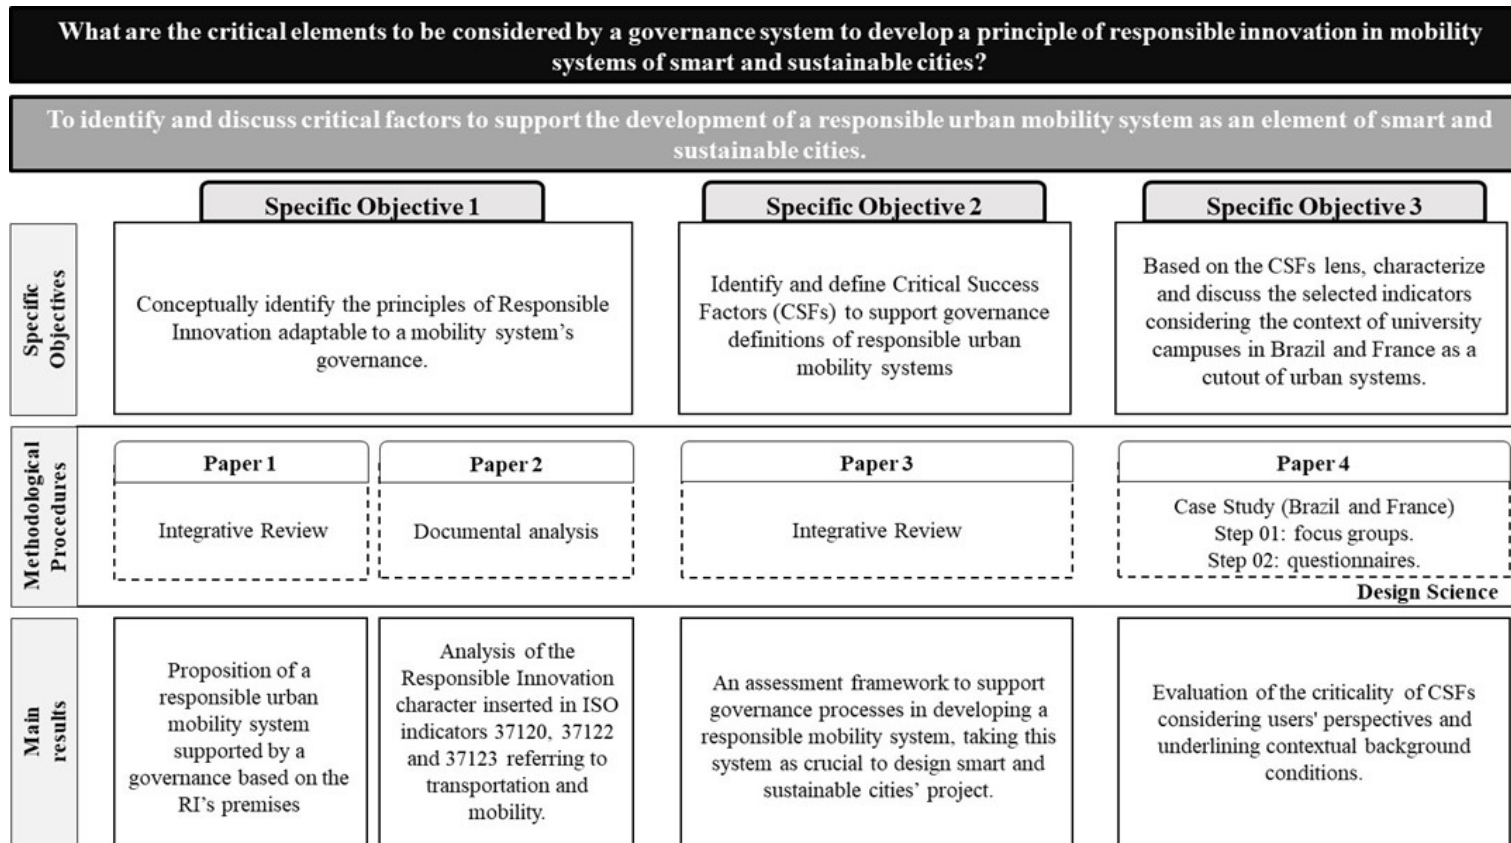 What are the critical elements to be considered by a governance system to develop a principle of responsible innovation in mobility
systems of smart and sustainable cities?
To identify and discuss critical factors to support the development of a responsible urban mobility system as an element of smart and
sustainable cities.
Specific Objective 1
Specific Objective 2
Specific Objective 3
Specific
Objectives
Conceptually identify the principles of Responsible
Innovation adaptable to a mobility system’s
governance.
Identify and define Critical Success
Factors (CSFs) to support governance
definitions of responsible urban
mobility systems
Based on the CSFs lens, characterize
and discuss the selected indicators
considering the context of university
campuses in Brazil and France as a
cutout of urban systems.
Methodological
Procedures
Paper 1
Integrative Review
Paper 2
Documental analysis
Paper 3
Integrative Review
Paper 4
Case Study (Brazil and France)
Step 01: focus groups.
Step 02: questionnaires.
Design Science
Main
results
Proposition of a
responsible urban
mobility system
supported by a
governance based on the
RI’s premises
Analysis of the
Responsible Innovation
character inserted in ISO
indicators 37120, 37122
and 37123 referring to
transportation and
mobility.
An assessment framework to support
governance processes in developing a
responsible mobility system, taking this
system as crucial to design smart and
sustainable cities’ project.
Evaluation of the criticality of CSFs
considering users' perspectives and
underlining contextual background
conditions.